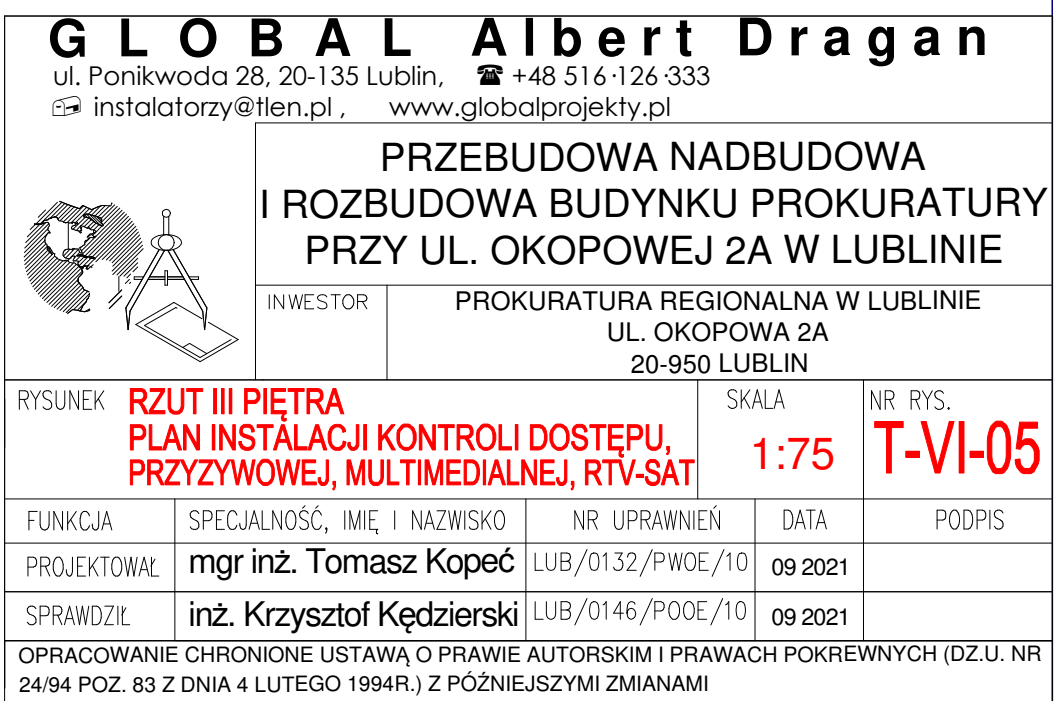 GLOBAL Albert Dragan
ul. Ponikwoda 28, 20-135 Lublin, ☎ +48 516·126·333
instalatorzy@tlen.pl , www.globalprojekty.pl
PRZEBUDOWA NADBUDOWA
I ROZBUDOWA BUDYNKU PROKURATURY
PRZY UL. OKOPOWEJ 2A W LUBLINIE
INWESTOR
PROKURATURA REGIONALNA W LUBLINIE
UL. OKOPOWA 2A
20-950 LUBLIN
RYSUNEK
RZUT III PIĘTRA
PLAN INSTALACJI KONTROLI DOSTĘPU,
PRZYZYWOWEJ, MULTIMEDIALNEJ, RTV-SAT
SKALA
1:75
NR RYS.
T-VI-05
FUNKCJA SPECJALNOŚĆ, IMIĘ I NAZWISKO NR UPRAWNIEŃ DATA PODPIS
PROJEKTOWAŁ mgr inż. Tomasz Kopeć LUB/0132/PWOE/10 09 2021
SPRAWDZIŁ inż. Krzysztof Kędzierski LUB/0146/POOE/10 09 2021
OPRACOWANIE CHRONIONE USTAWĄ O PRAWIE AUTORSKIM I PRAWACH POKREWNYCH (DZ.U. NR
24/94 POZ. 83 Z DNIA 4 LUTEGO 1994R.) Z PÓŹNIEJSZYMI ZMIANAMI